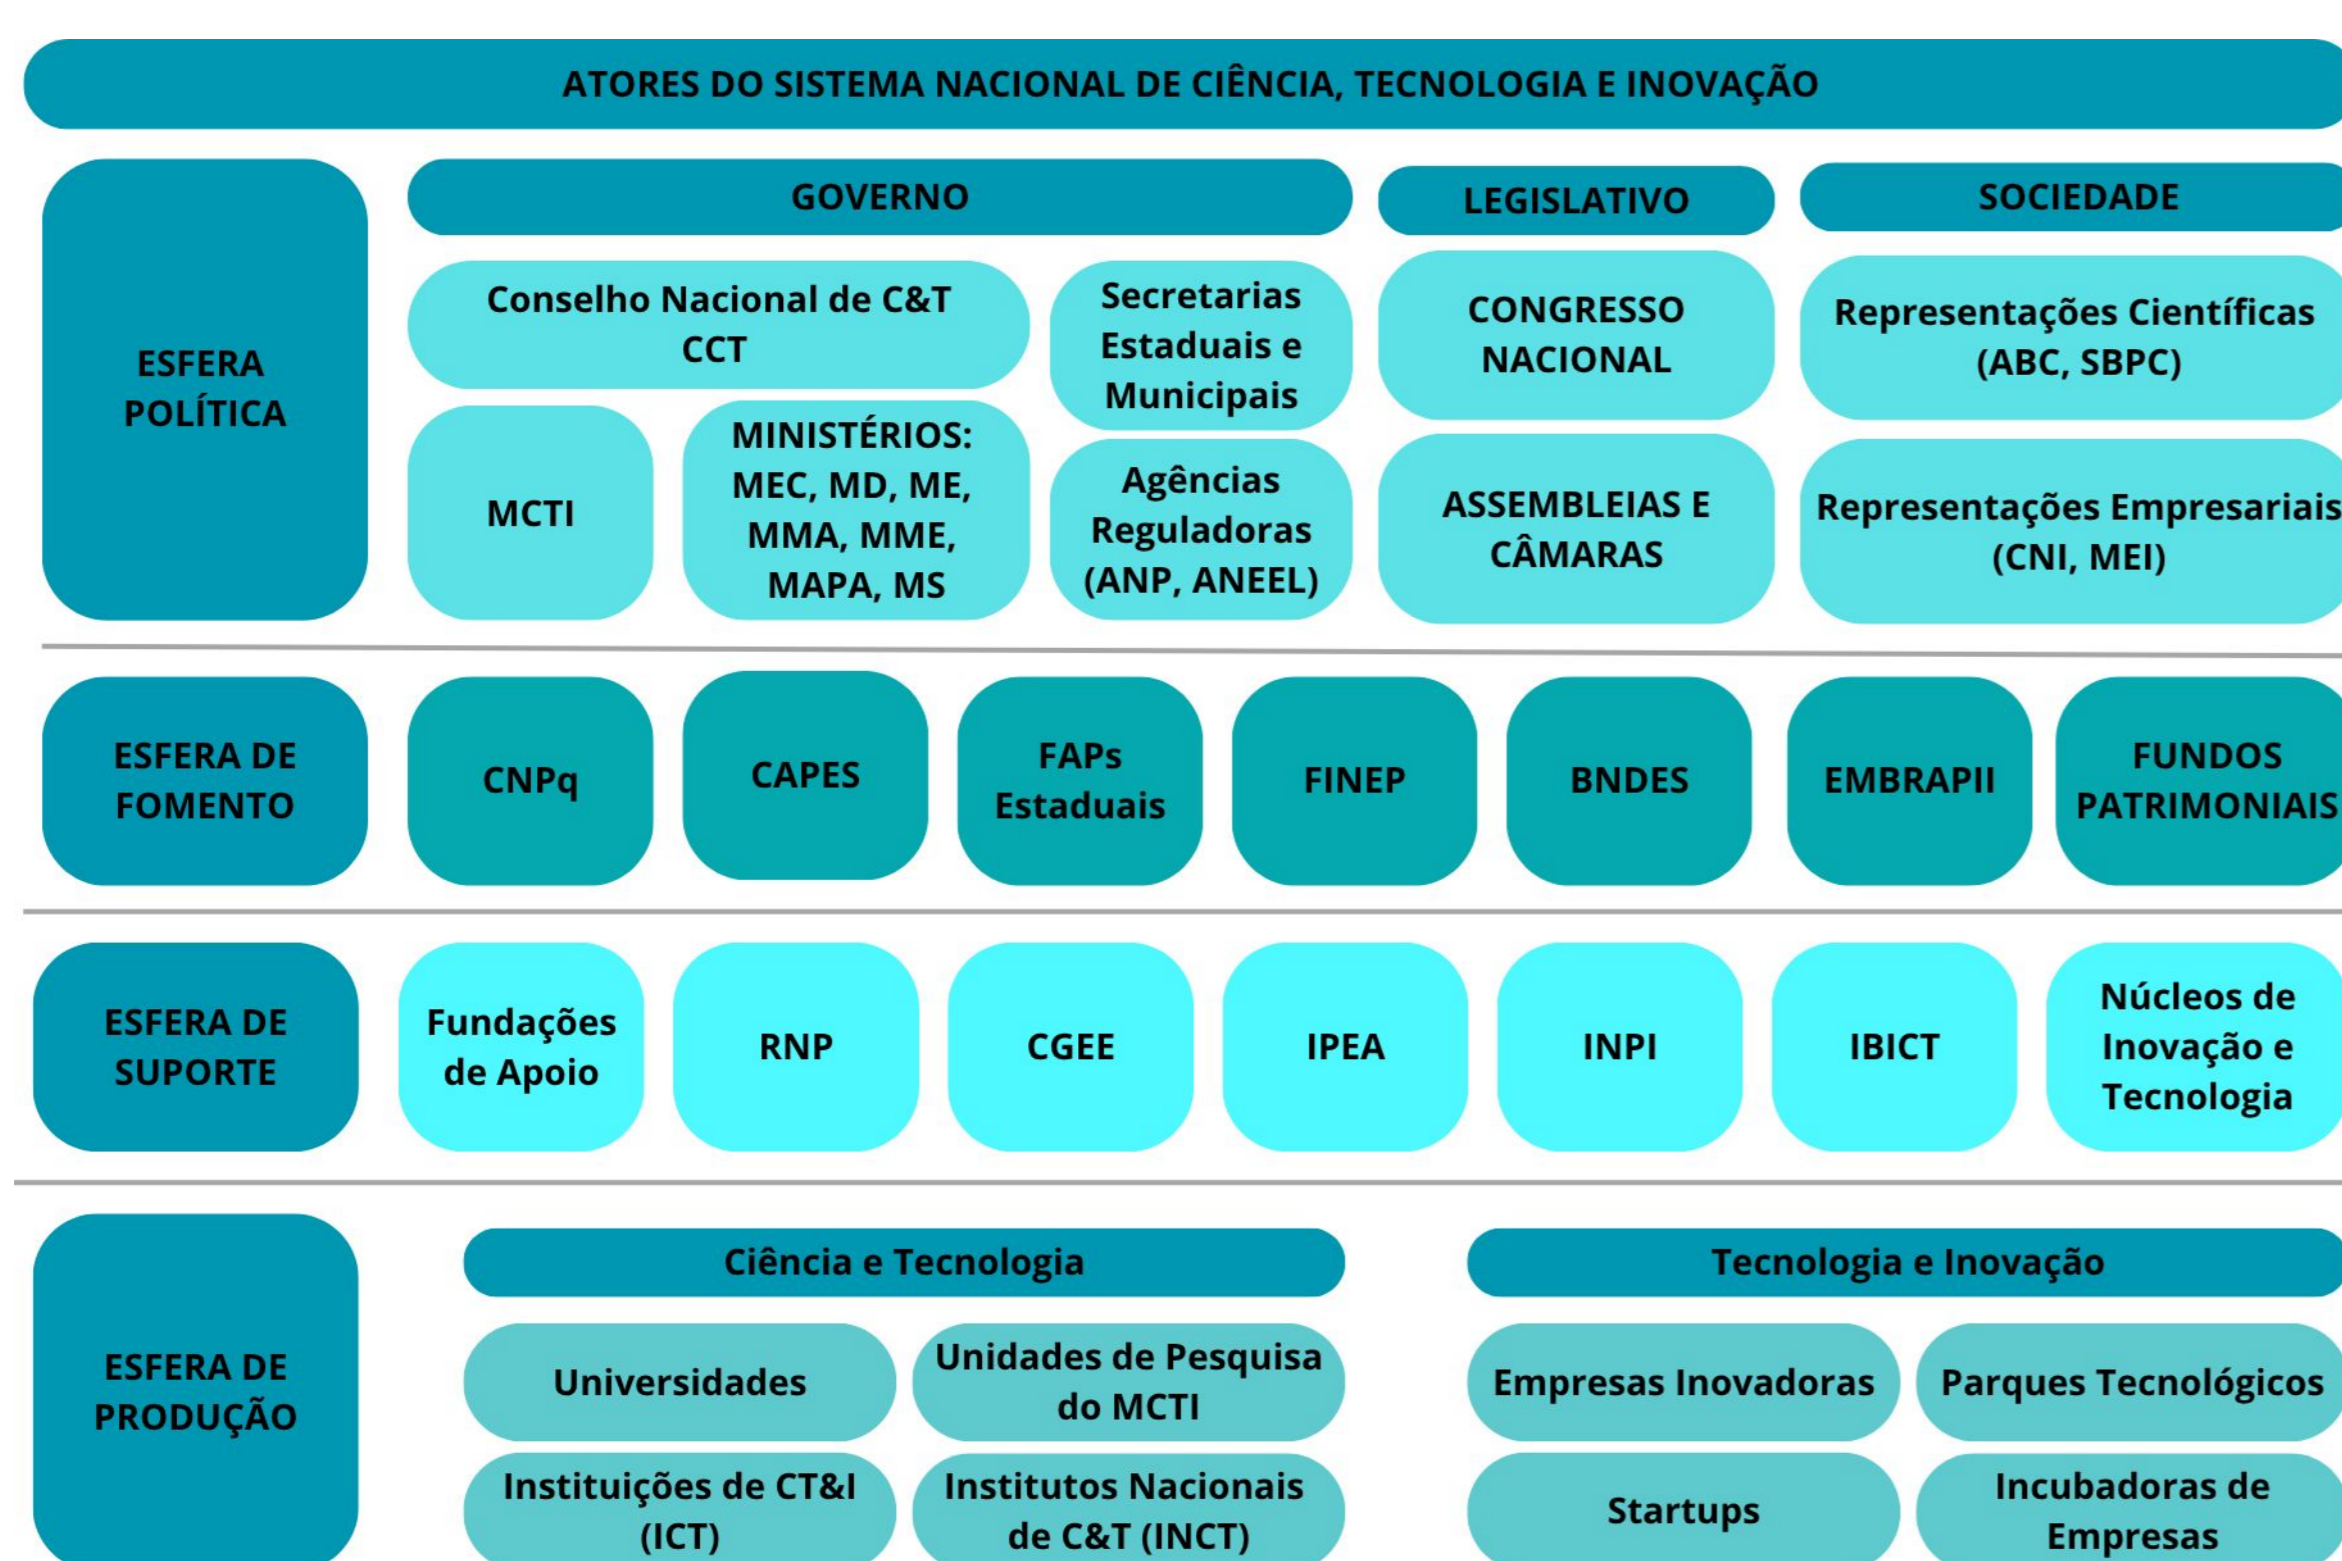 ATORES DO SISTEMA NACIONAL DE CIÊNCIA, TECNOLOGIA E INOVAÇÃO
ESFERA
POLÍTICA
GOVERNO
Conselho Nacional de C&T
CCT
Secretarias
Estaduais e
Municipais
MCTI
MINISTÉRIOS:
MEC, MD, ME,
MMA, MME,
MAPA, MS
Agências
Reguladoras
(ANP, ANEEL)
LEGISLATIVO
CONGRESSO
NACIONAL
ASSEMBLEIAS E
CÂMARAS
SOCIEDADE
Representações Científicas
(ABC, SBPC)
Representações Empresariais
(CNI, MEI)
ESFERA DE
FOMENTO
CNPq
CAPES
FAPs
Estaduais
FINEP
BNDES
EMBRAPII
FUNDOS
PATRIMONIAIS
ESFERA DE
SUPORTE
Fundações
de Apoio
RNP
CGEE
IPEA
INPI
IBICT
Núcleos de
Inovação e
Tecnologia
ESFERA DE
PRODUÇÃO
Ciência e Tecnologia
Universidades
Unidades de Pesquisa
do MCTI
Instituições de CT&I
(ICT)
Institutos Nacionais
de C&T (INCT)
Tecnologia e Inovação
Empresas Inovadoras
Parques Tecnológicos
Startups
Incubadoras de
Empresas